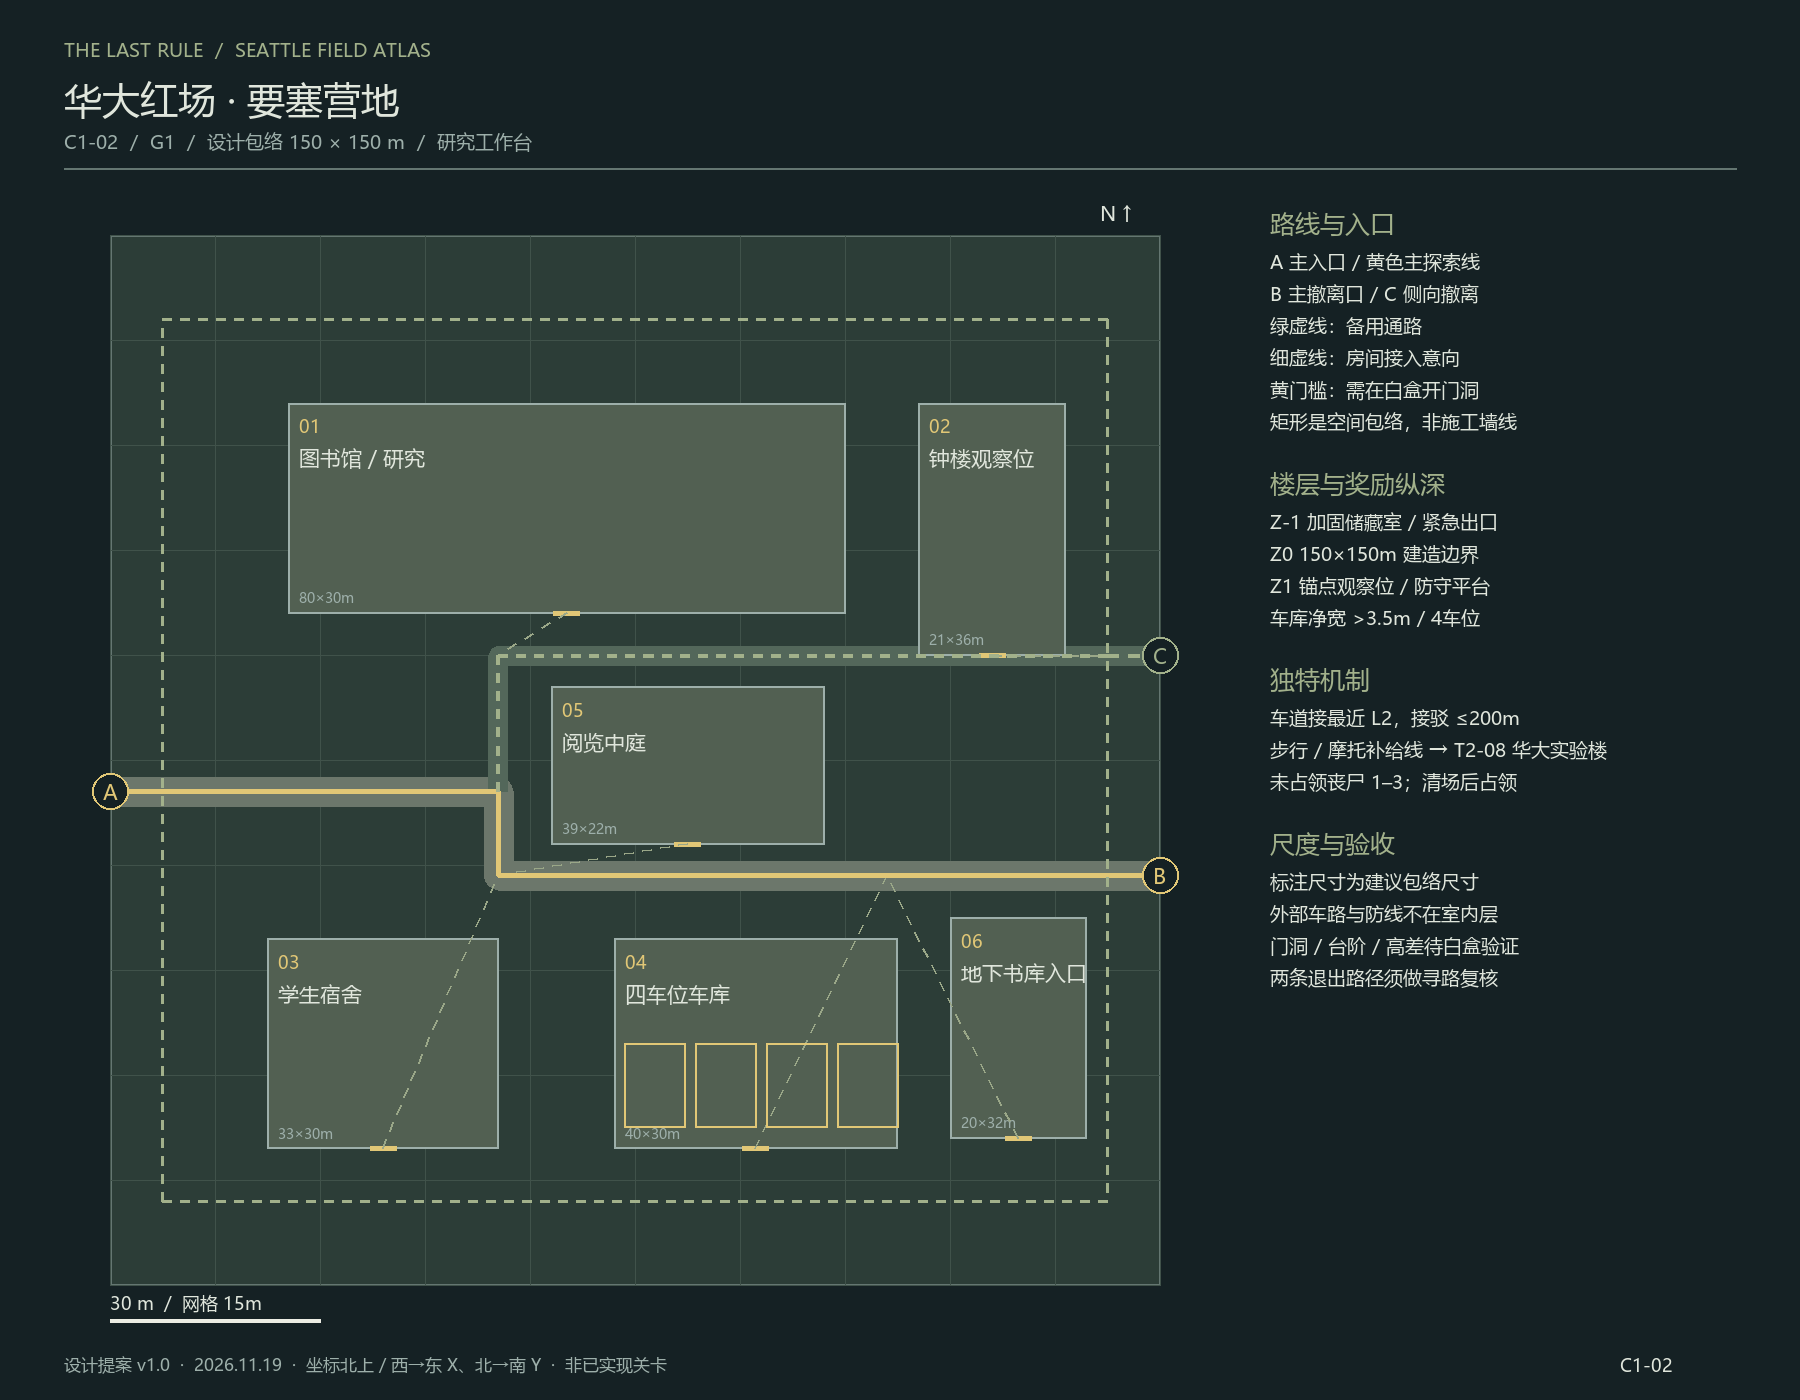 THE LAST RULE / SEATTLE FIELD ATLAS
华大红场 · 要塞营地
C1-02 / G1 / 设计包络 150 × 150 m / 研究工作台
N↑
01
图书馆 / 研究
80×30m
02
钟楼观察位
21×36m
C
05
阅览中庭
39×22m
A
B
03
学生宿舍
33×30m
04
四车位车库
40×30m
06
地下书库入口
20×32m
30 m / 网格 15m
路线与入口
A 主入口 / 黄色主探索线
B 主撤离口 / C 侧向撤离
绿虚线：备用通路
细虚线：房间接入意向
黄门槛：需在白盒开门洞
矩形是空间包络，非施工墙线
楼层与奖励纵深
Z-1 加固储藏室 / 紧急出口
Z0 150×150m 建造边界
Z1 锚点观察位 / 防守平台
车库净宽 >3.5m / 4车位
独特机制
车道接最近 L2，接驳 ≤200m
步行 / 摩托补给线 → T2-08 华大实验楼
未占领丧尸 1–3；清场后占领
尺度与验收
标注尺寸为建议包络尺寸
外部车路与防线不在室内层
门洞 / 台阶 / 高差待白盒验证
两条退出路径须做寻路复核
设计提案 v1.0 · 2026.11.19 · 坐标北上 / 西→东 X、北→南 Y · 非已实现关卡
C1-02